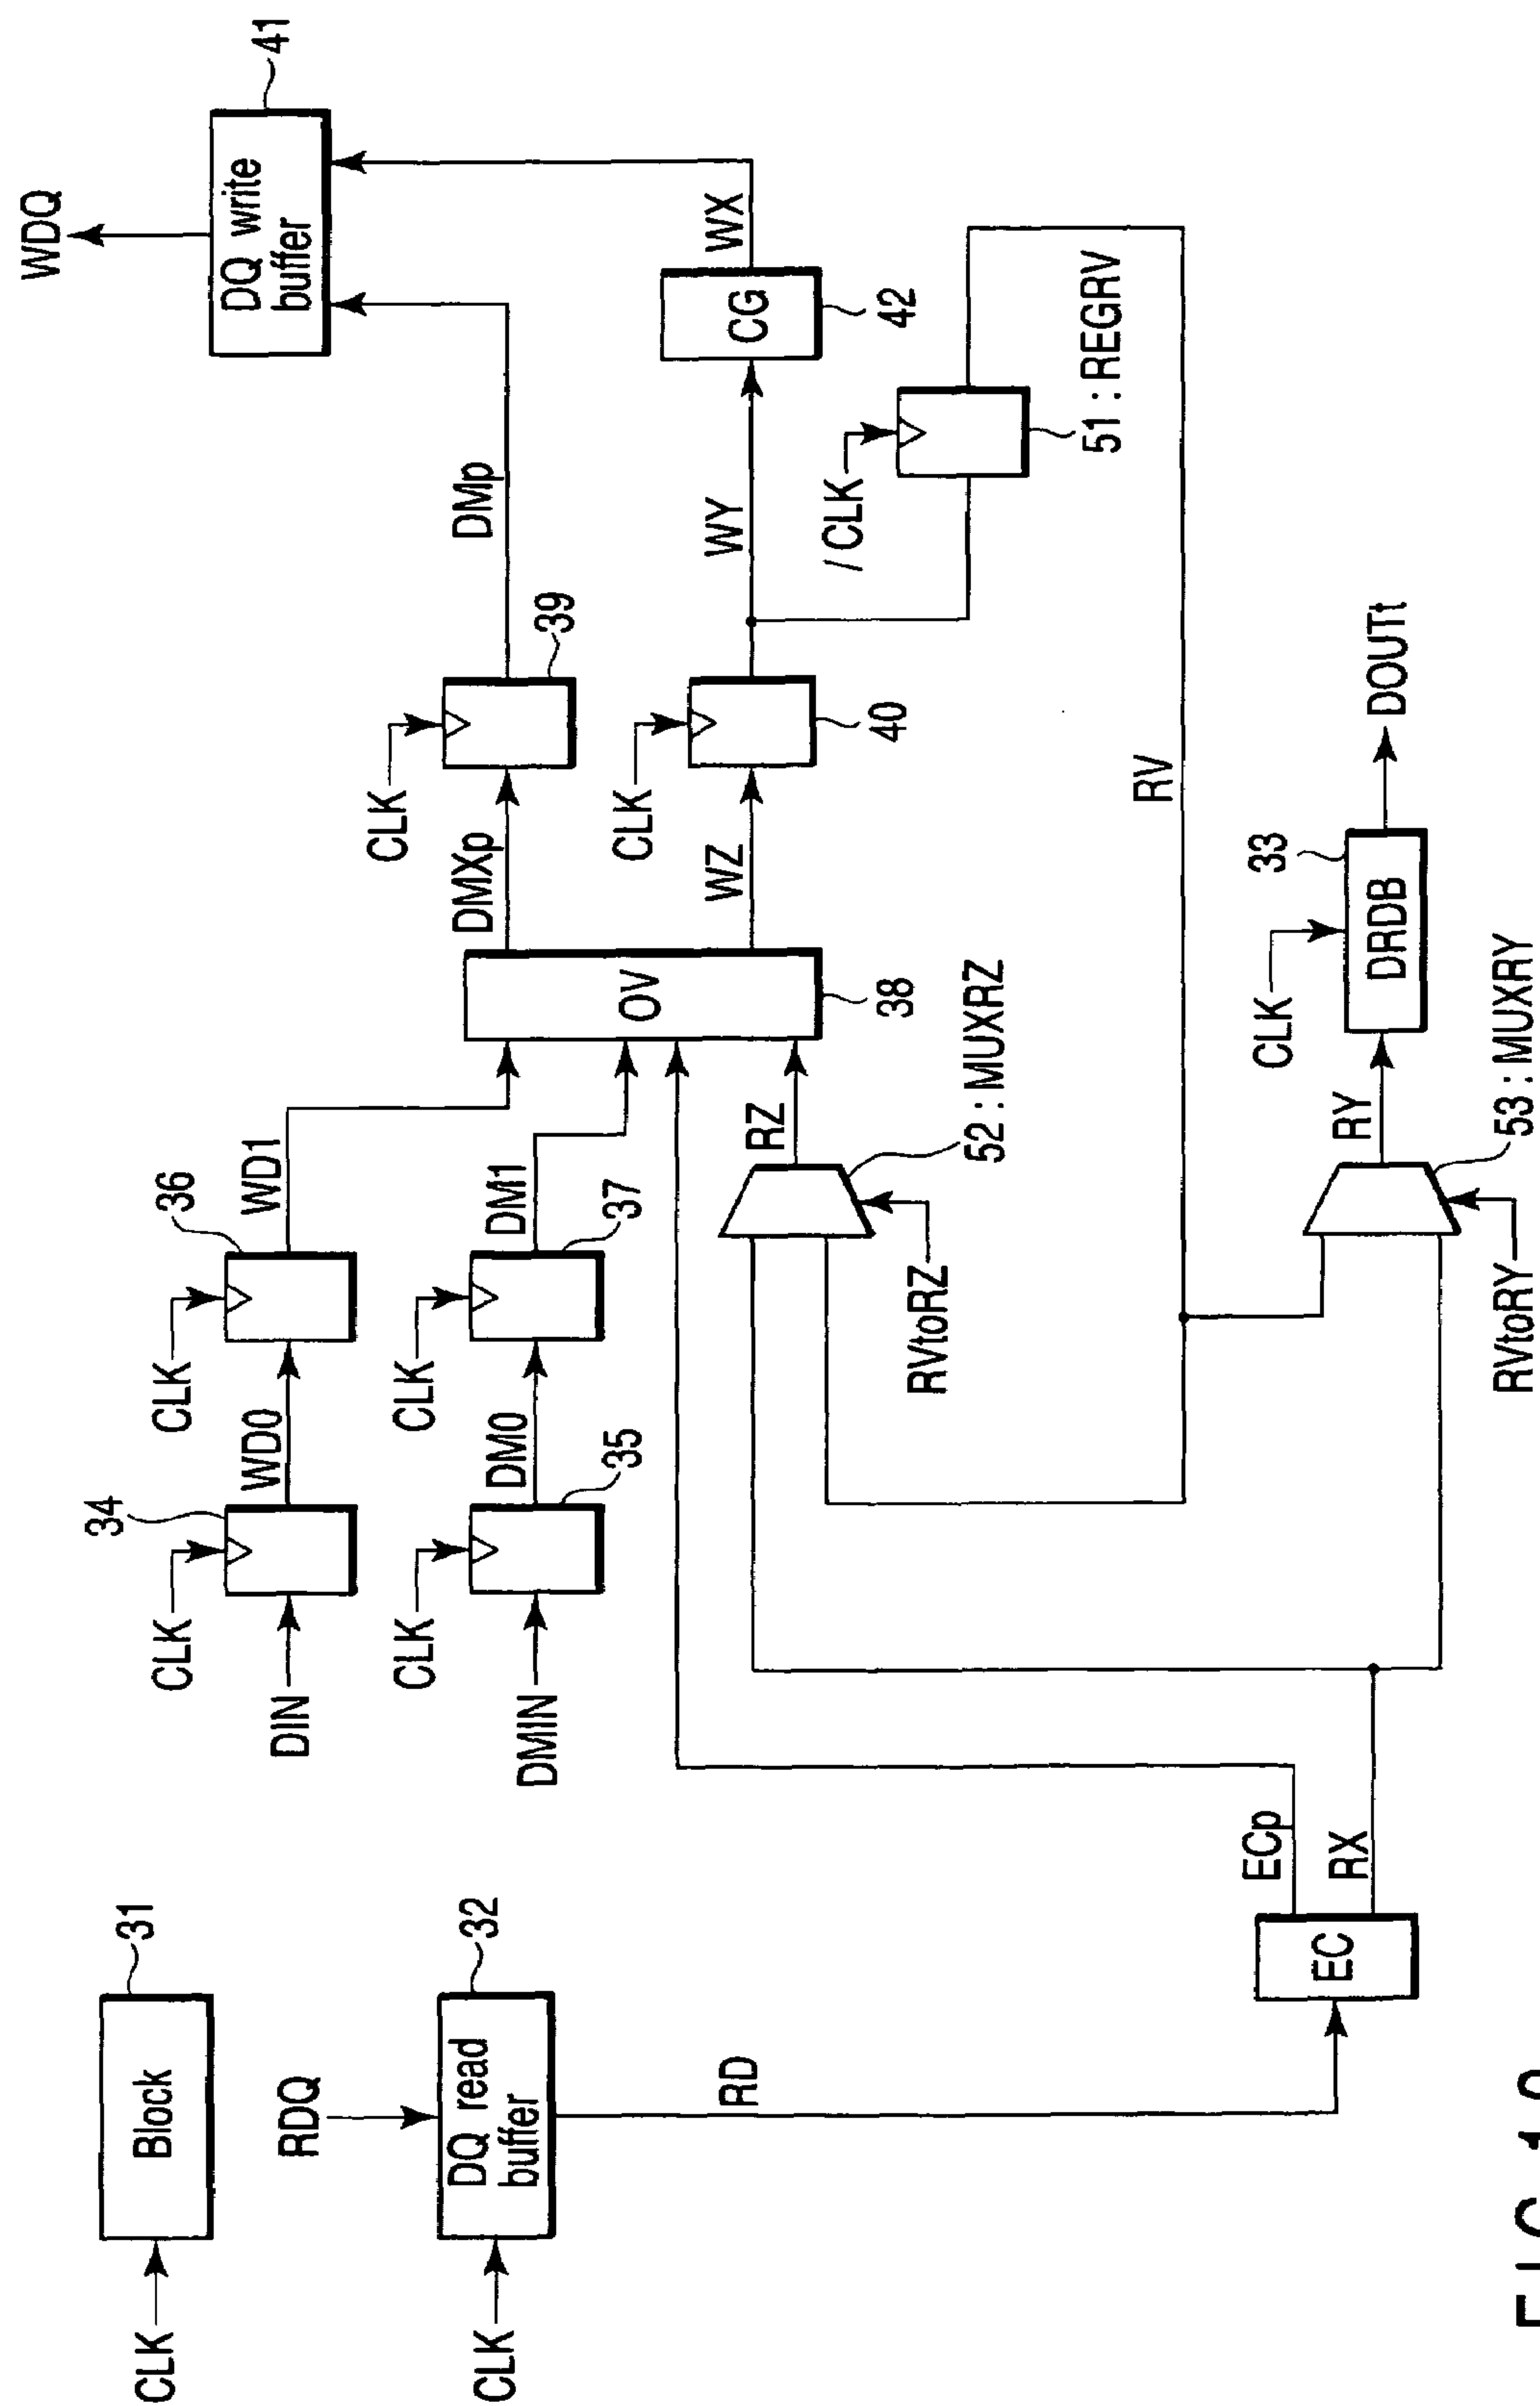 CLK
Block
31
RDQ
CLK
DQ read
buffer
32
RD
EC
ECp
RX
DIN
CLK
34
WD0
CLK
36
WD1
DMIN
CLK
35
DM0
CLK
37
DM1
RZ
RVtoRZ
52 : MUXRZ
OV
38
DMXp
CLK
39
DMp
WZ
CLK
40
WY
CG
42
WX
DQ write
buffer
41
WDQ
/CLK
51 : REGRV
RV
RY
RVtoRY
53 : MUXRY
CLK
DRDB
33
DOUTt